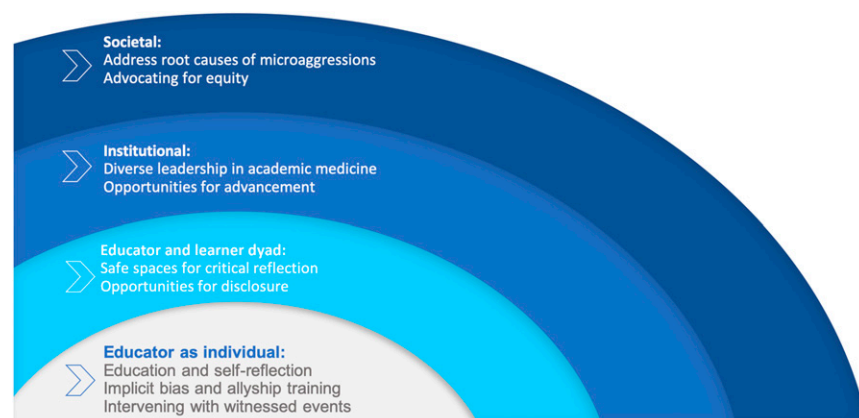 Societal:
Address root causes of microaggressions
Advocating for equity
Institutional:
Diverse leadership in academic medicine
Opportunities for advancement
Educator and learner dyad:
Safe spaces for critical reflection
Opportunities for disclosure
Educator as individual:
Education and self-reflection
Implicit bias and allyship training
Intervening with witnessed events